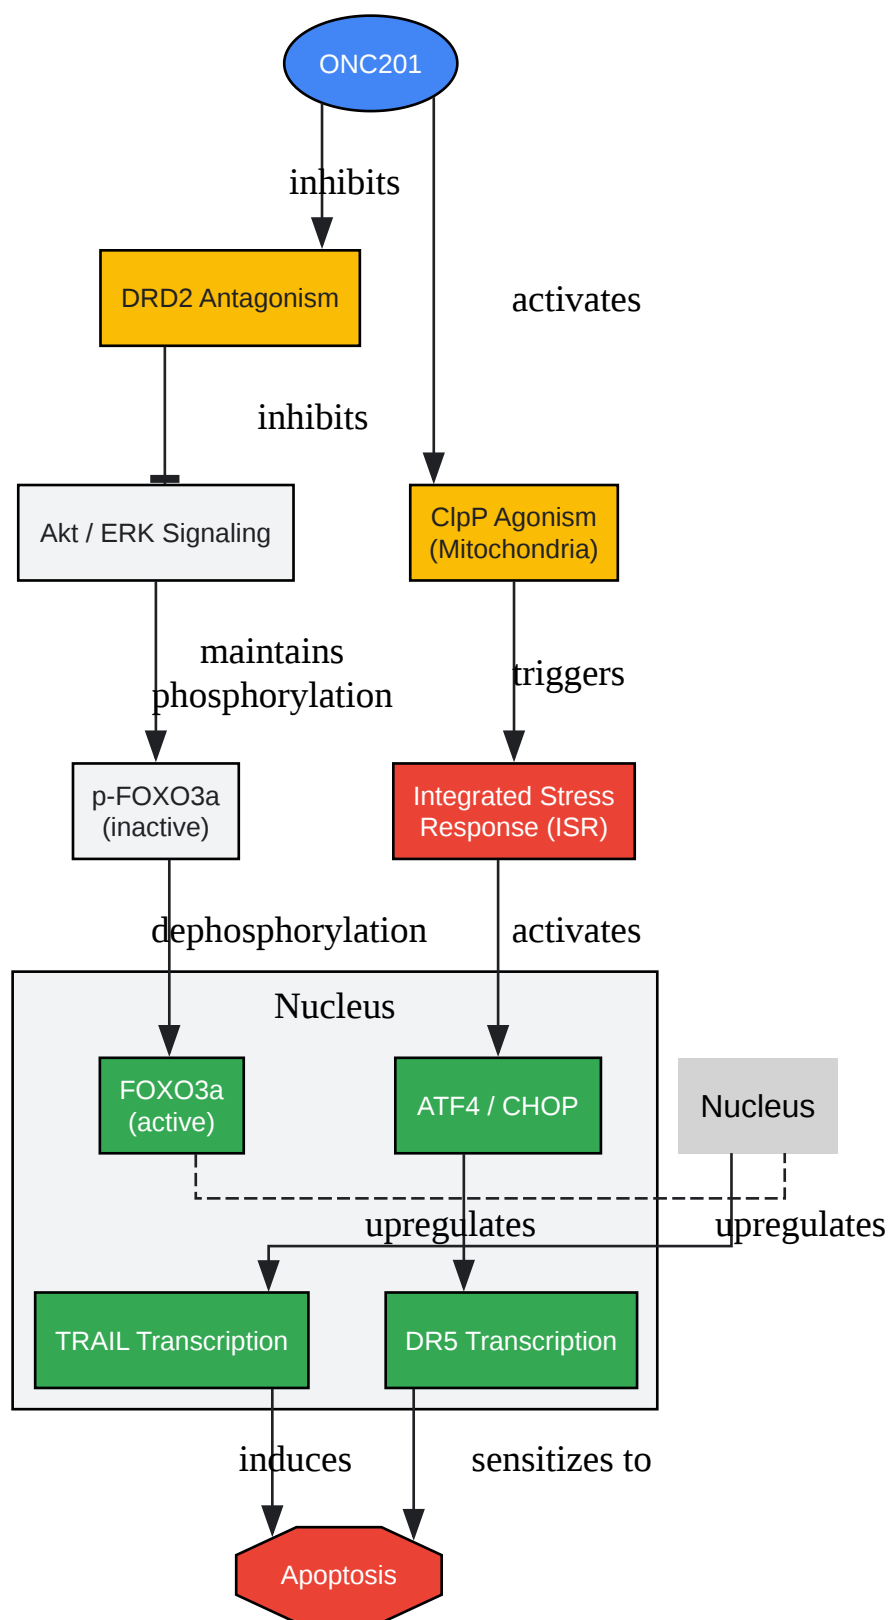 ONC201
inhibits
DRD2 Antagonism
activates
inhibits
Akt / ERK Signaling
ClpP Agonism
(Mitochondria)
maintains
phosphorylation
triggers
p-FOXO3a
(inactive)
Integrated Stress
Response (ISR)
dephosphorylation
activates
Nucleus
FOXO3a
(active)
ATF4 / CHOP
Nucleus
upregulates
upregulates
TRAIL Transcription
DR5 Transcription
induces
sensitizes to
Apoptosis